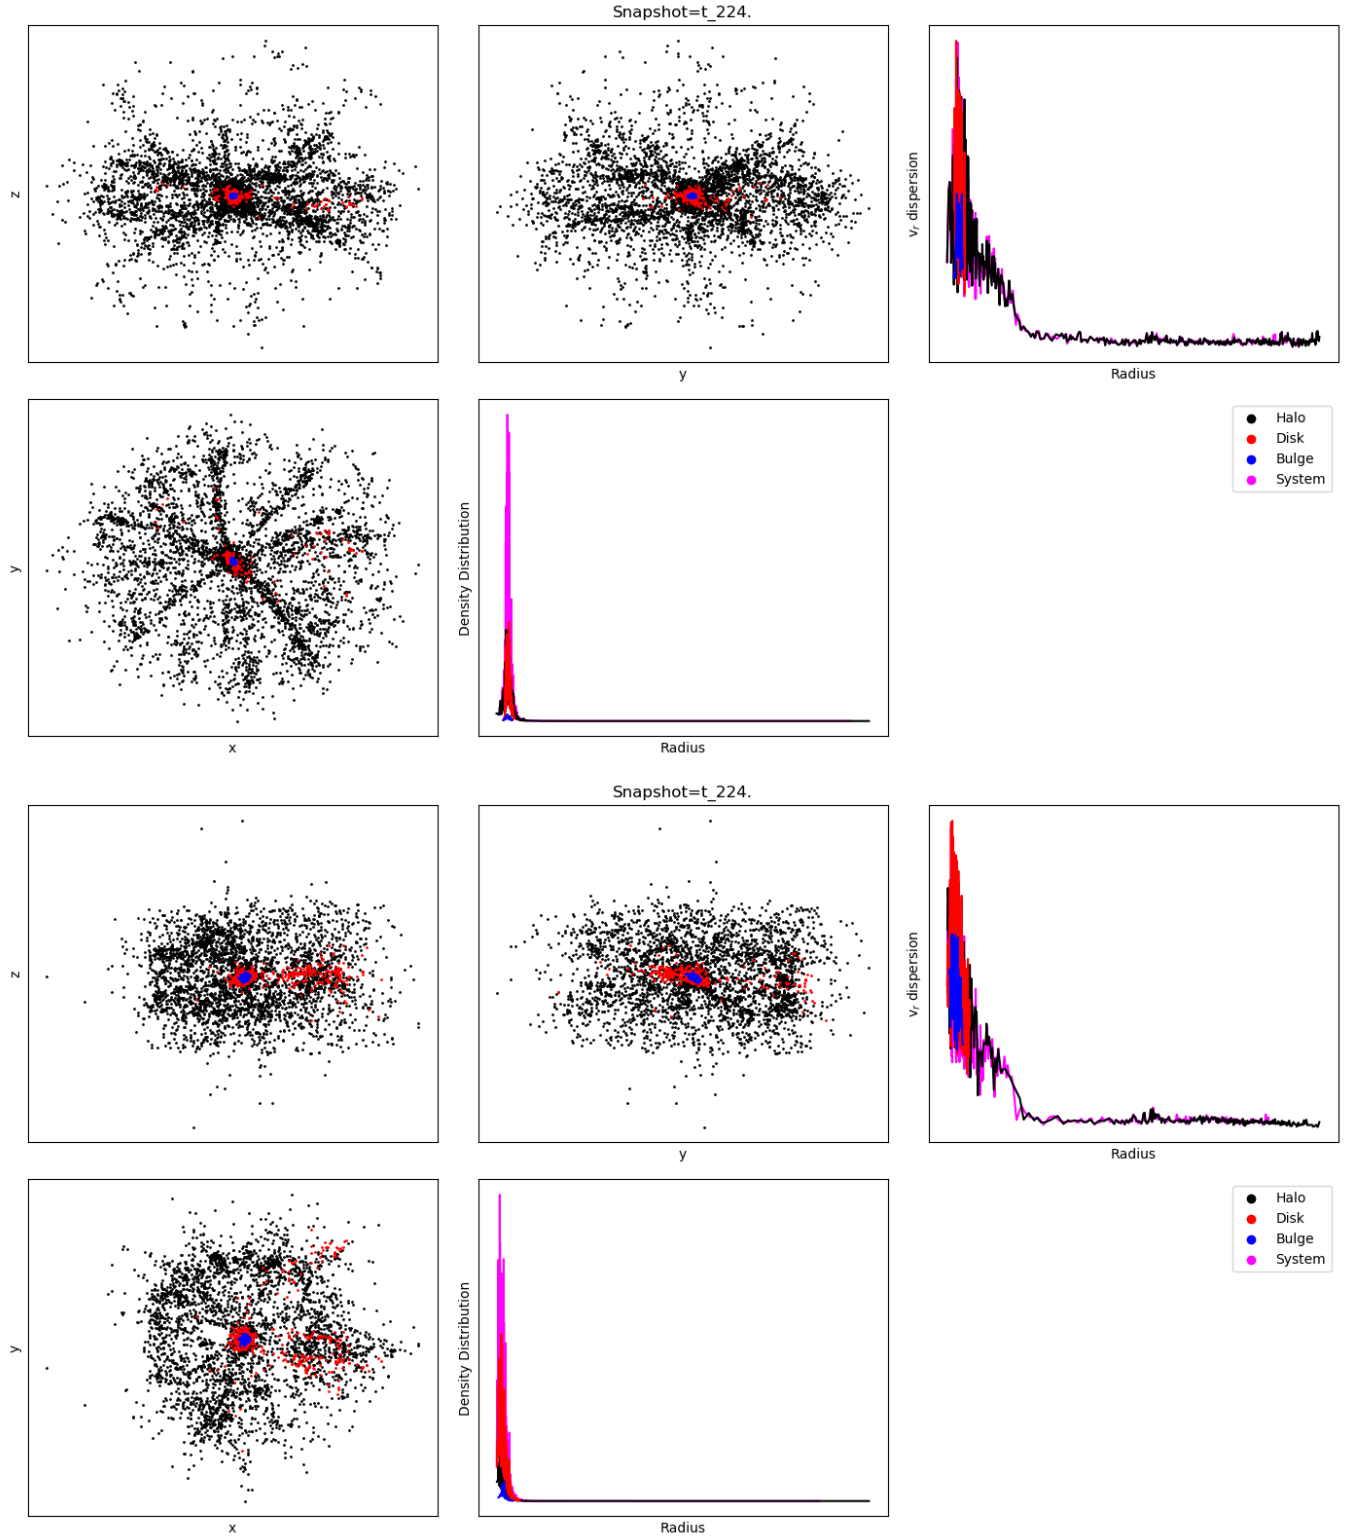 Snapshot=t_224.
z
y
vᵣ dispersion
Radius
y
x
Density Distribution
Radius
Halo
Disk
Bulge
System
Snapshot=t_224.
z
y
vᵣ dispersion
Radius
y
x
Density Distribution
Radius
Halo
Disk
Bulge
System